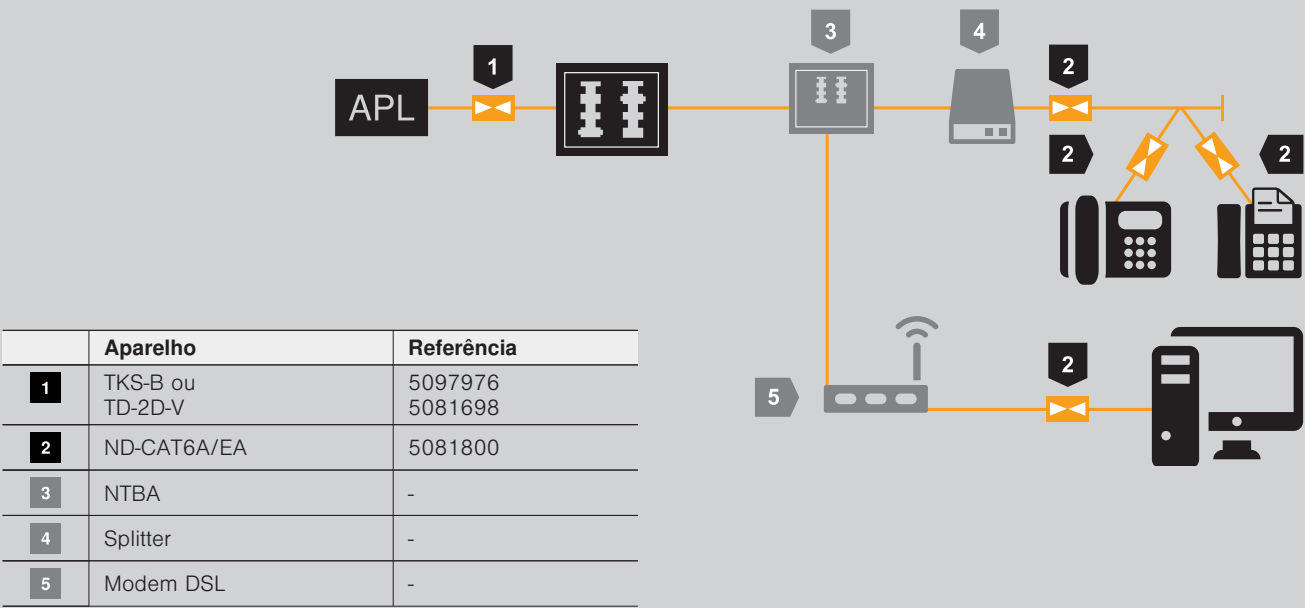 3
4
1
2
APL
2
2
2
5
Aparelho Referência
1 TKS-B ou 5097976
TD-2D-V 5081698
2 ND-CAT6A/EA 5081800
3 NTBA -
4 Splitter -
5 Modem DSL -